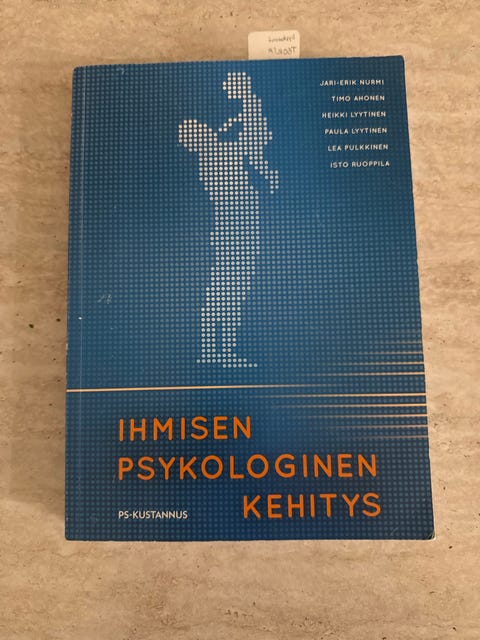 JARI-ERIK NURMI
TIMO AHONEN
HEIKKI LYYTINEN
PAULA LYYTINEN
LEA PULKKINEN
ISTO RUOPPILA
IHMISEN
PSYKOLOGINEN
KEHITYS
PS-KUSTANNUS